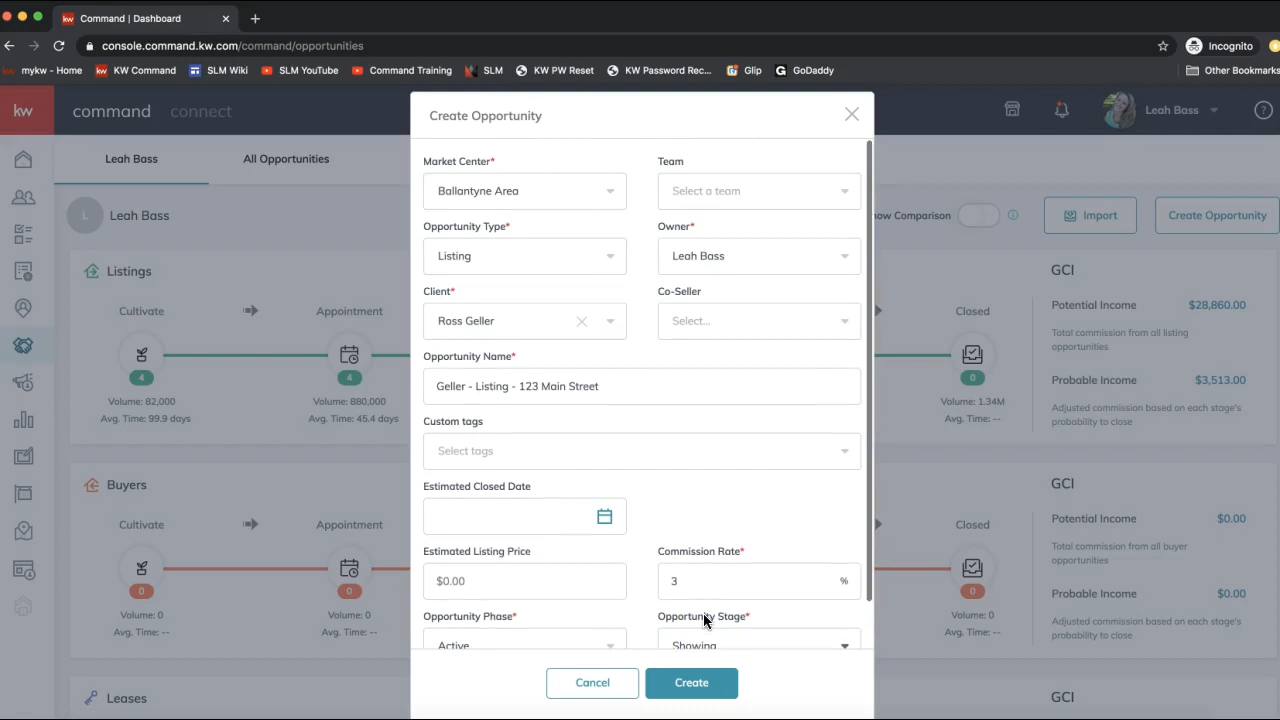 kw Command | Dashboard
console.command.kw.com/command/opportunities
Incognito
mykw - Home
kw KW Command
SLM Wiki
SLM YouTube
Command Training
SLM
KW PW Reset
KW Password Rec...
Glip
GoDaddy
Other Bookmarks
kw command connect
Leah Bass
Leah Bass
All Opportunities
L Leah Bass
Show Comparison
Import
Create Opportunity
Listings
Cultivate
Appointment
4
4
Volume: 82,000
Volume: 880,000
Avg. Time: 99.9 days
Avg. Time: 45.4 days
Closed
0
Volume: 1.34M
Avg. Time: --
GCI
Potential Income $28,860.00
Total commission from all listing
opportunities
Probable Income $3,513.00
Adjusted commission based on each stage's
probability to close
Buyers
Cultivate
Appointment
0
0
Volume: 0
Volume: 0
Avg. Time: --
Avg. Time: --
Closed
0
Volume: 0
Avg. Time: --
GCI
Potential Income $0.00
Total commission from all buyer
opportunities
Probable Income $0.00
Adjusted commission based on each stage's
probability to close
Leases
GCI
Create Opportunity
Market Center*
Team
Ballantyne Area
Select a team
Opportunity Type*
Owner*
Listing
Leah Bass
Client*
Co-Seller
Ross Geller
Select...
Opportunity Name*
Geller - Listing - 123 Main Street
Custom tags
Select tags
Estimated Closed Date
Estimated Listing Price
Commission Rate*
$0.00
3 %
Opportunity Phase*
Opportunity Stage*
Active
Showing
Cancel
Create